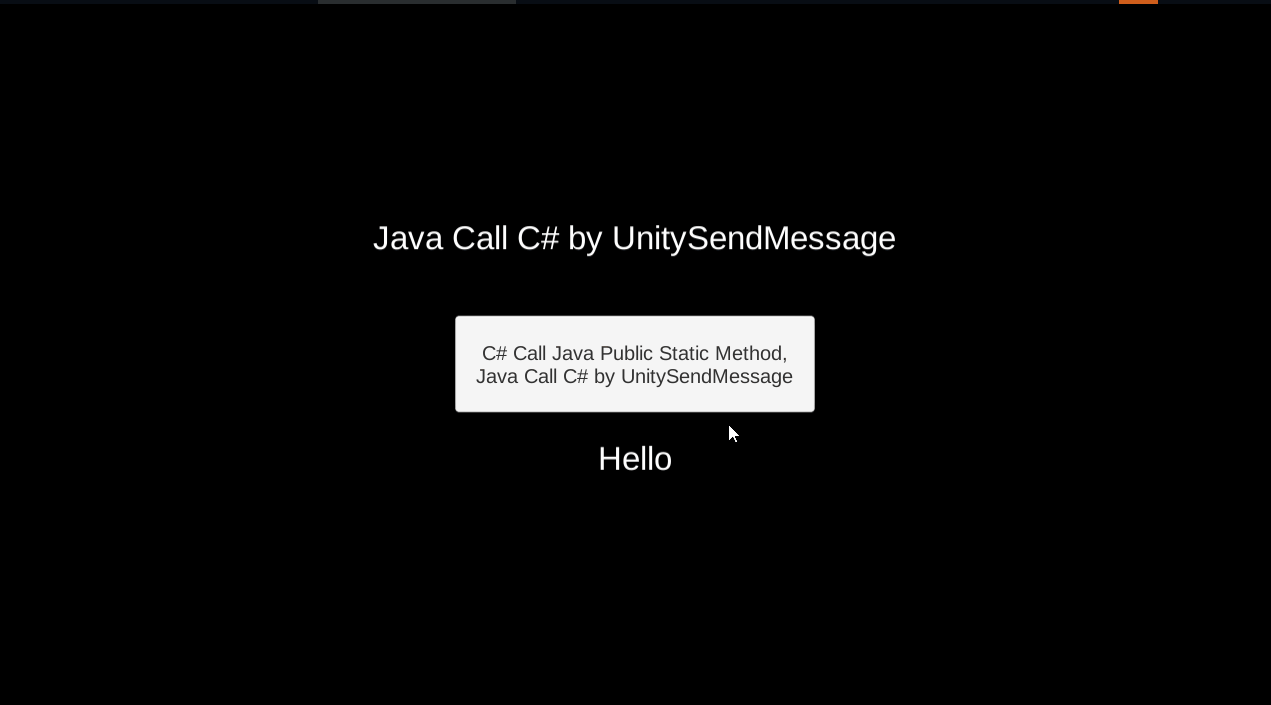 Java Call C# by UnitySendMessage
C# Call Java Public Static Method,
Java Call C# by UnitySendMessage
Hello